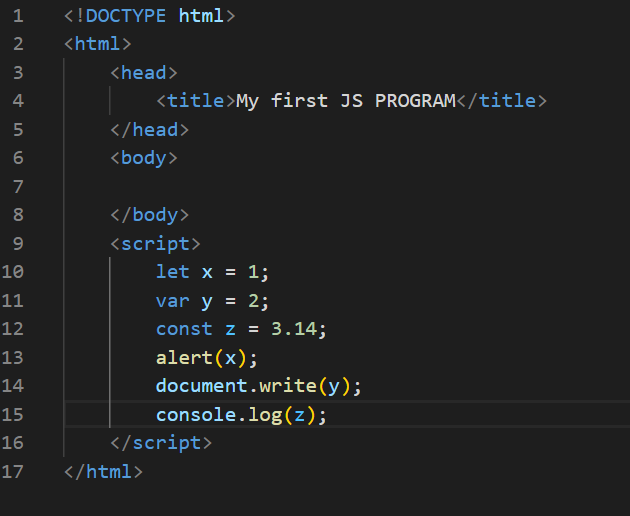 1 <!DOCTYPE html>
2 <html>
3     <head>
4         <title>My first JS PROGRAM</title>
5     </head>
6     <body>
7
8     </body>
9     <script>
10         let x = 1;
11         var y = 2;
12         const z = 3.14;
13         alert(x);
14         document.write(y);
15         console.log(z);
16     </script>
17 </html>